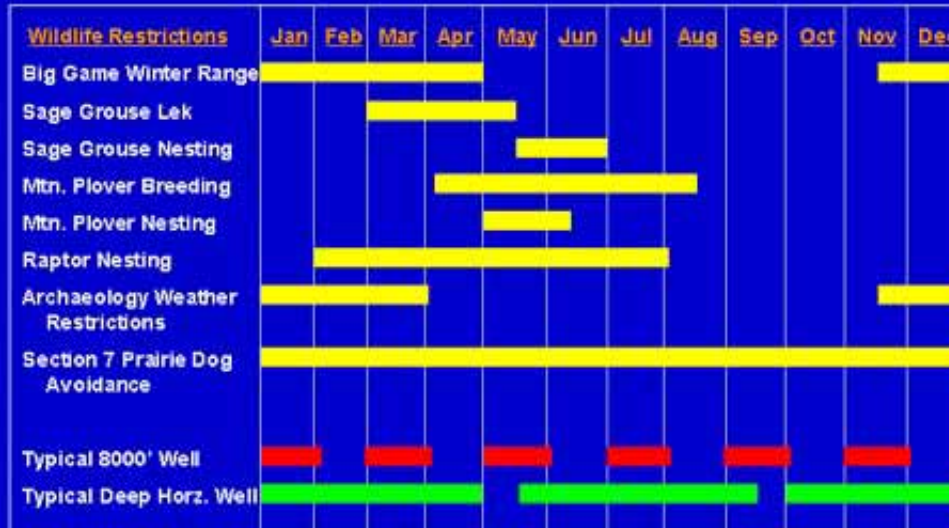 Wildlife Restrictions Jan Feb Mar Apr May Jun Jul Aug Sep Oct Nov Dec
Big Game Winter Range
Sage Grouse Lek
Sage Grouse Nesting
Mtn. Plover Breeding
Mtn. Plover Nesting
Raptor Nesting
Archaeology Weather
Restrictions
Section 7 Prairie Dog
Avoidance
Typical 8000' Well
Typical Deep Horz. Well